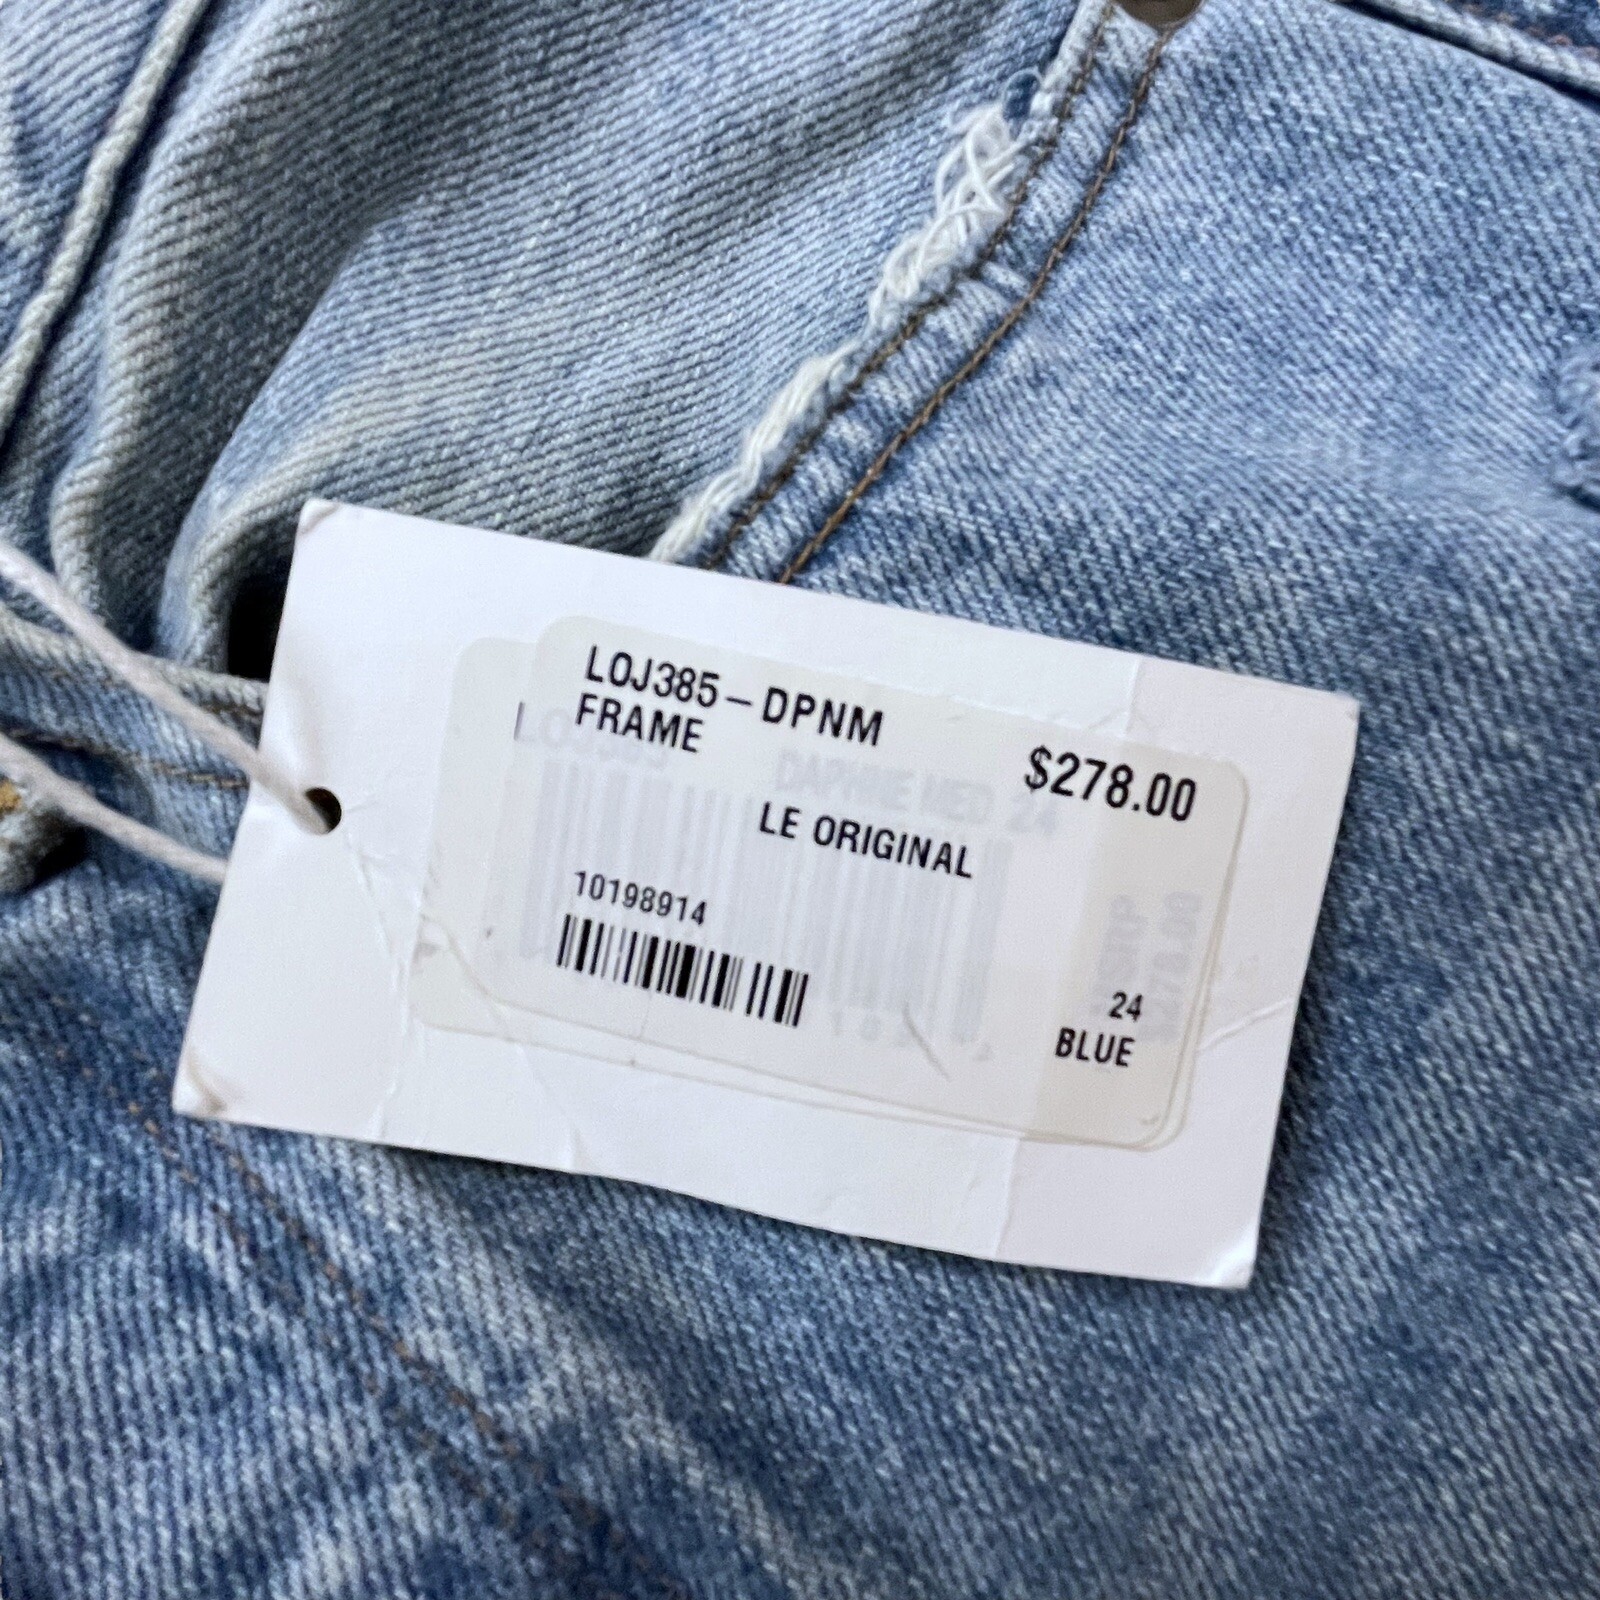 LOJ385 – DPNM
FRAME
$278.00
LE ORIGINAL
10198914
24
BLUE